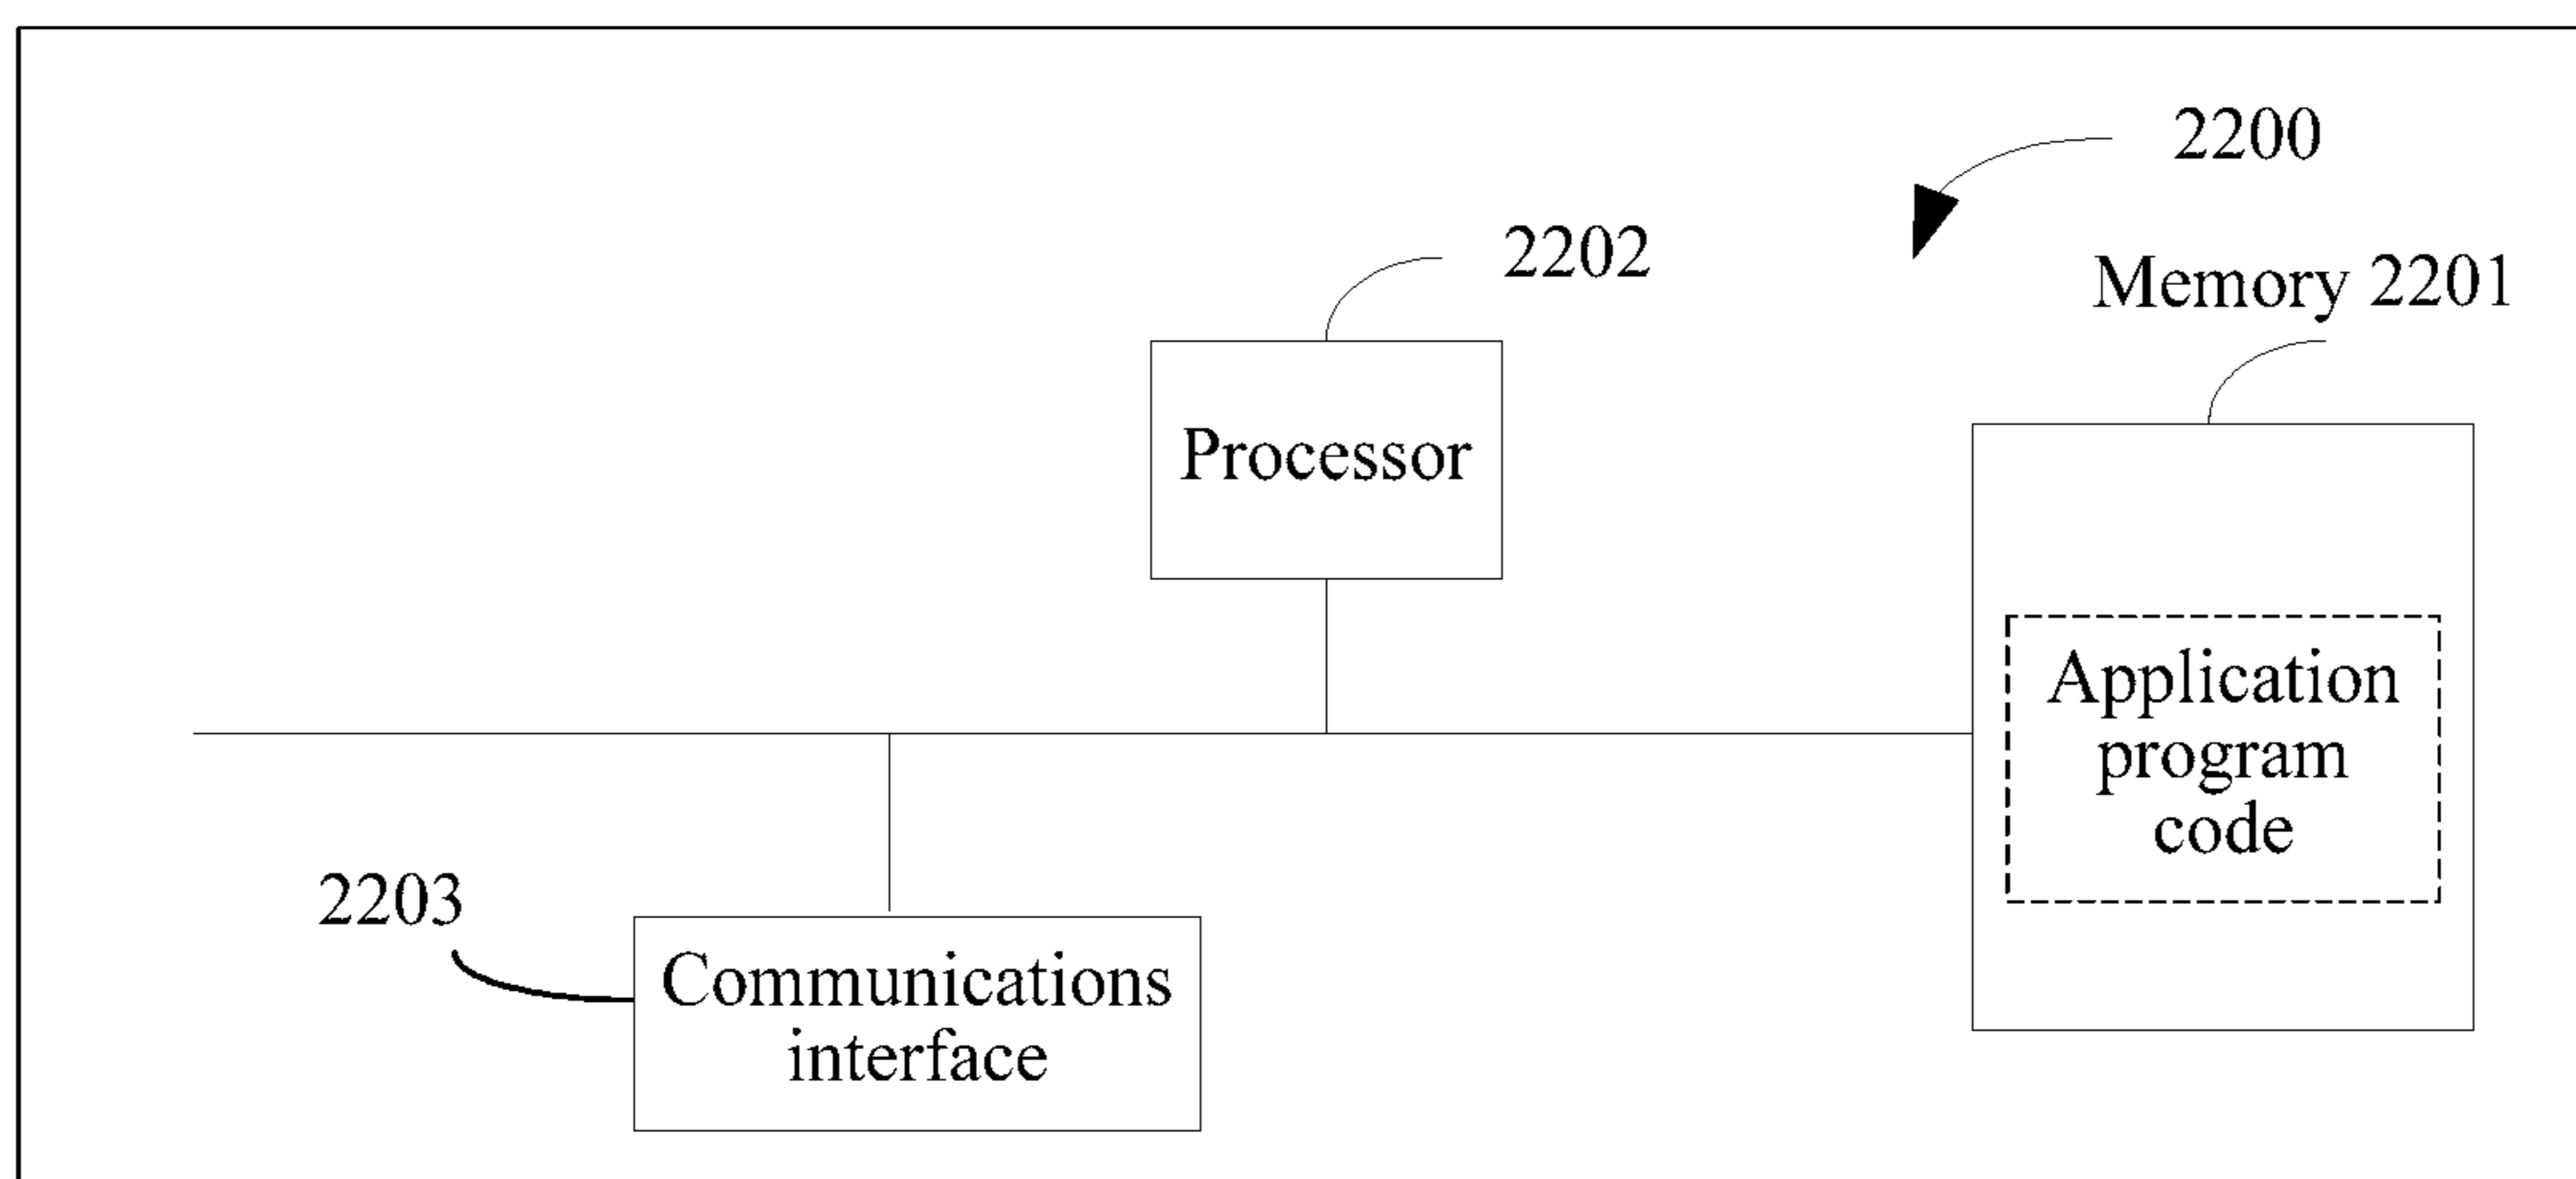 2200
2202
Memory 2201
Processor
Application
program
code
2203
Communications
interface